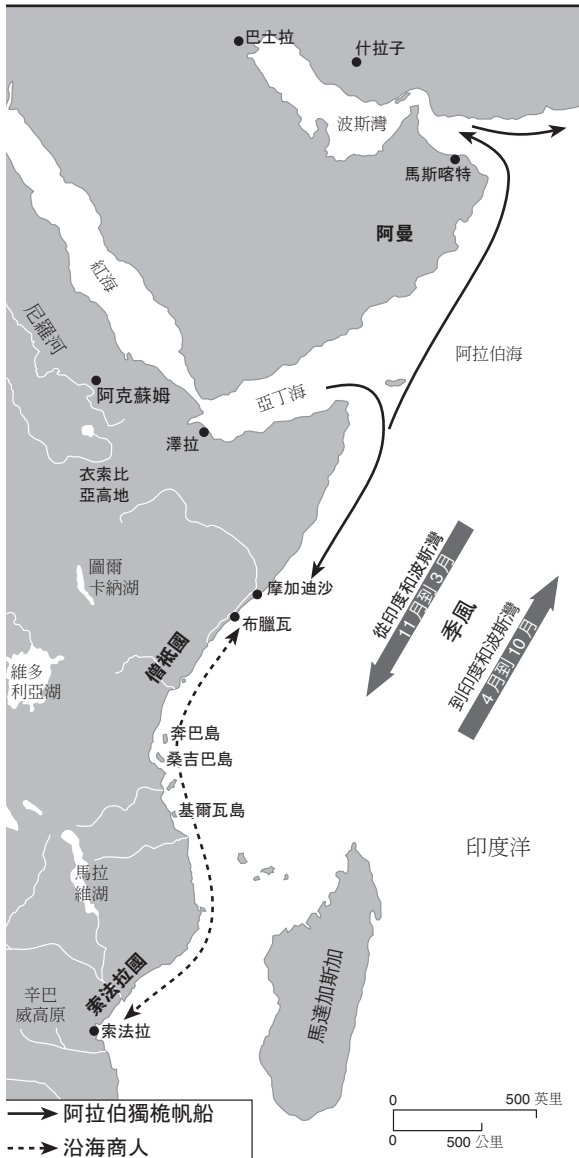 巴士拉
什拉子
波斯灣
馬斯喀特
阿曼
紅海
尼羅河
阿拉伯海
阿克蘇姆
亞丁海
澤拉
衣索比
亞高地
圖爾
卡納湖
從印度和波斯灣
11月到3月
季風
到印度和波斯灣
4月到10月
摩加迪沙
布臘瓦
僧祗國
維多
利亞湖
奔巴島
桑吉巴島
基爾瓦島
印度洋
馬拉
維湖
馬達加斯加
索法拉國
辛巴
威高原
索法拉
阿拉伯獨桅帆船
沿海商人
0 500 英里
0 500 公里